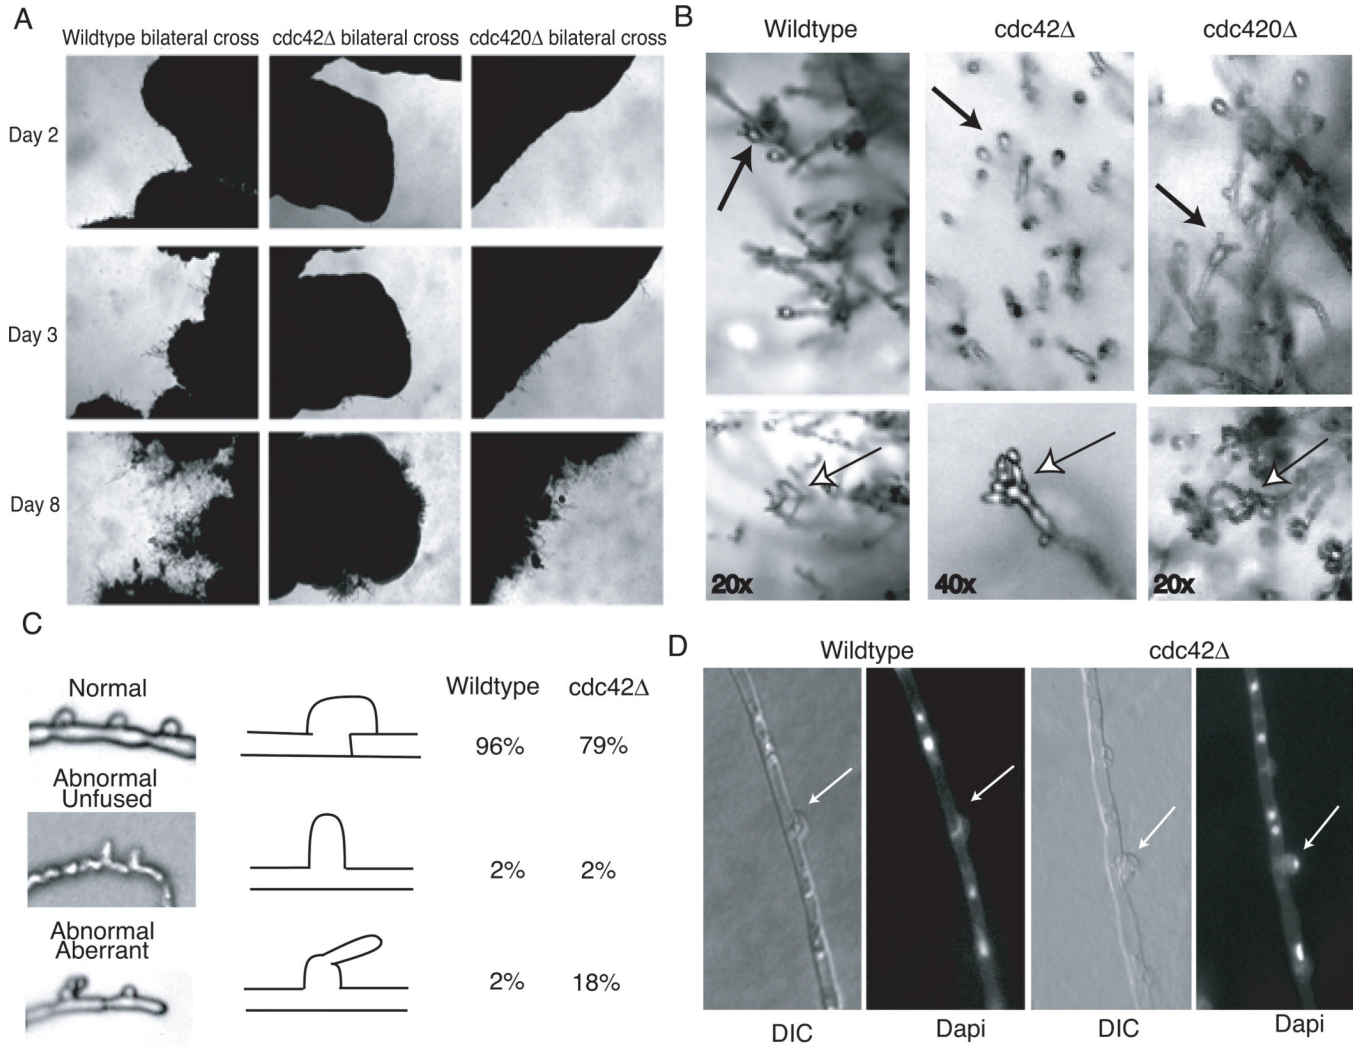 A
Wildtype bilateral cross cdc42Δ bilateral cross cdc420Δ bilateral cross
Day 2
Day 3
Day 8
B
Wildtype cdc42Δ cdc420Δ
20x 40x 20x
C
Wildtype cdc42Δ
Normal
96% 79%
Abnormal
Unfused
2% 2%
Abnormal
Aberrant
2% 18%
D
Wildtype cdc42Δ
DIC Dapi DIC Dapi